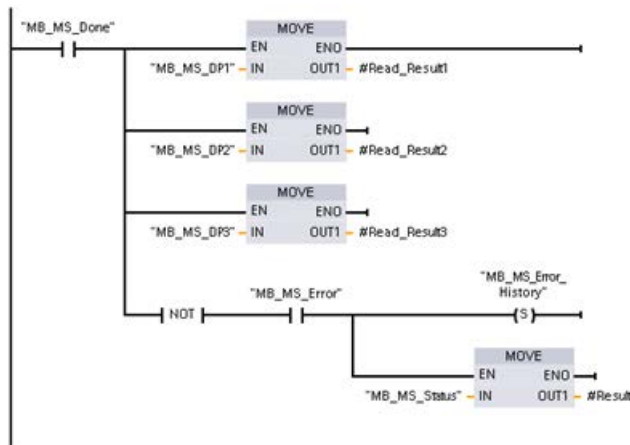 "MB_MS_Done"
MOVE
EN ENO
"MB_MS_DP1" IN OUT1 #Read_Result1
MOVE
EN ENO
"MB_MS_DP2" IN OUT1 #Read_Result2
MOVE
EN ENO
"MB_MS_DP3" IN OUT1 #Read_Result3
"MB_MS_Error_
"MB_MS_Error" History"
NOT S
MOVE
EN ENO
"MB_MS_Status" IN OUT1 #Result